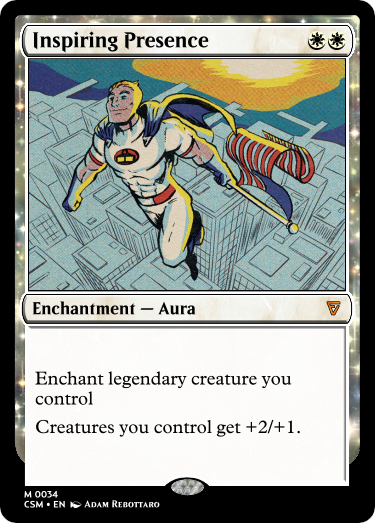 Inspiring Presence
Enchantment — Aura
Enchant legendary creature you
control
Creatures you control get +2/+1.
M 0034
CSM • EN Adam Rebottaro